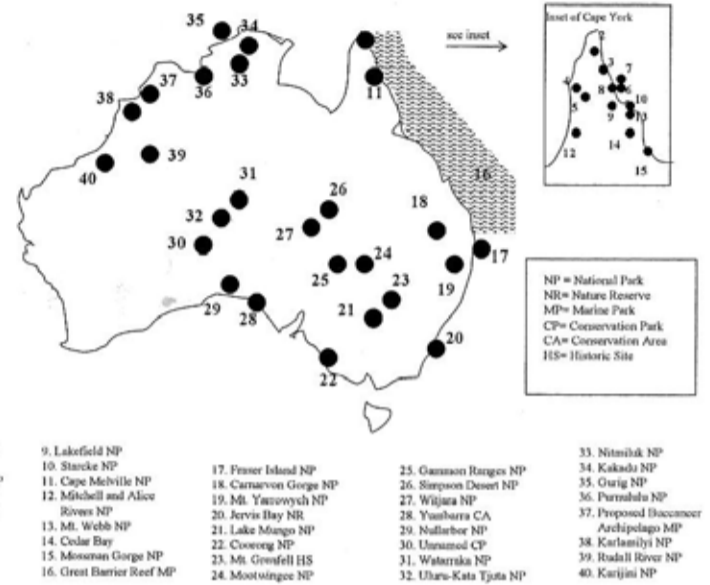 35
34
see inset
Inset of Cape York
2
3
7
8
6
10
5
9
13
12
14
15
37
36
33
11
38
39
40
16
31
26
18
32
27
30
17
25
24
19
23
29
28
21
20
22
NP= National Park
NR= Nature Reserve
MP= Marine Park
CP= Conservation Park
CA= Conservation Area
HS= Historic Site
9. Lakefield NP
10. Starcke NP
11. Cape Melville NP
12. Mitchell and Alice
Rivers NP
13. Mt. Webb NP
14. Cedar Bay
15. Mossman Gorge NP
16. Great Barrier Reef MP
17. Fraser Island NP
18. Carnarvon Gorge NP
19. Mt. Yarrowych NP
20. Jervis Bay NR
21. Lake Mungo NP
22. Coorong NP
23. Mt. Grenfell HS
24. Mootwingee NP
25. Gammon Ranges NP
26. Simpson Desert NP
27. Witjara NP
28. Yumbarra CA
29. Nullarbor NP
30. Unnamed CP
31. Watarraka NP
32. Uluru-Kata Tjuta NP
33. Nitmiluk NP
34. Kakadu NP
35. Gurig NP
36. Purnululu NP
37. Proposed Buccaneer
Archipelago MP
38. Karlamilyi NP
39. Rudall River NP
40. Karijini NP